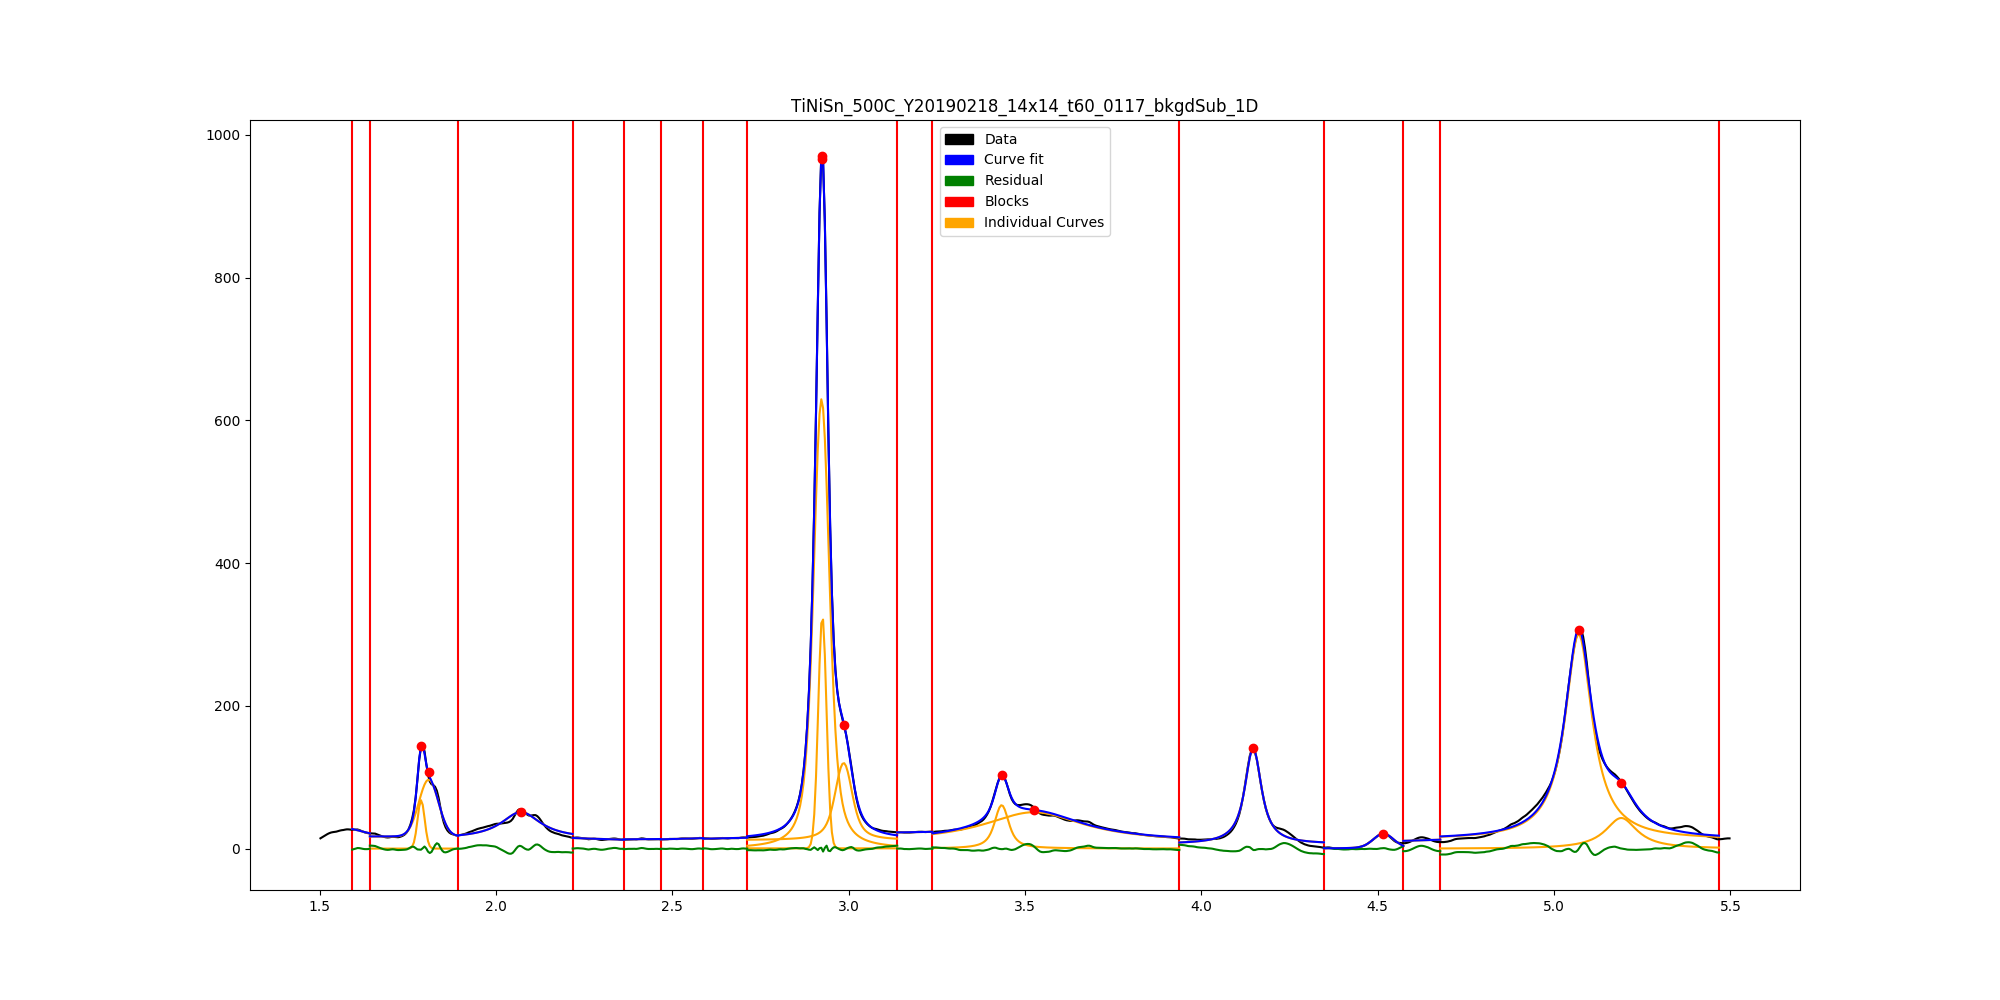 TiNiSn_500C_Y20190218_14x14_t60_0117_bkgdSub_1D
1000
800
600
400
200
0
Data
Curve fit
Residual
Blocks
Individual Curves
1.5 2.0 2.5 3.0 3.5 4.0 4.5 5.0 5.5